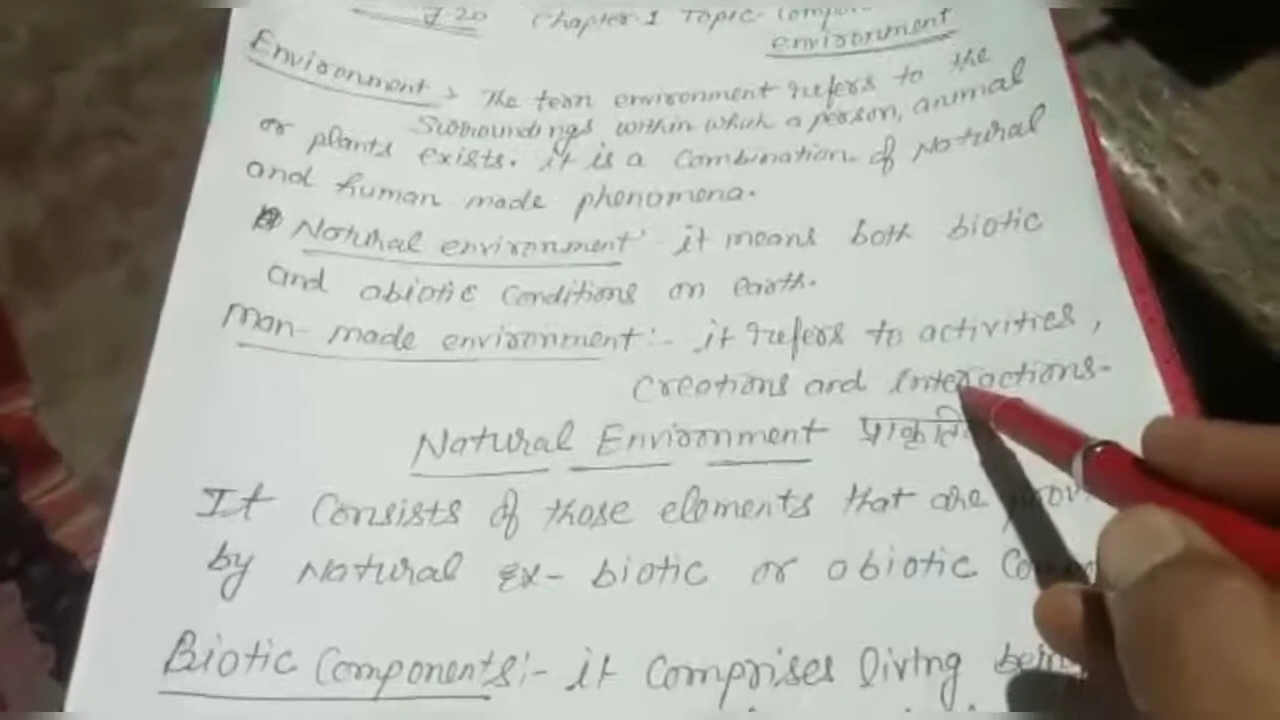 Chapter-1 Topic-
environment
Environment > The term environment refers to the
Surroundings within which a person, animal
or plants exists. it is a Combination of Natural
and human made phenomena.
Natural environment- it means both biotic
and abiotic Conditions on earth.
Man-made environment:- it refers to activities,
Creations and Interactions-
Natural Environment
It Consists of those elements that are
by Natural Ex- biotic or abiotic
Biotic Components:- it Comprises living